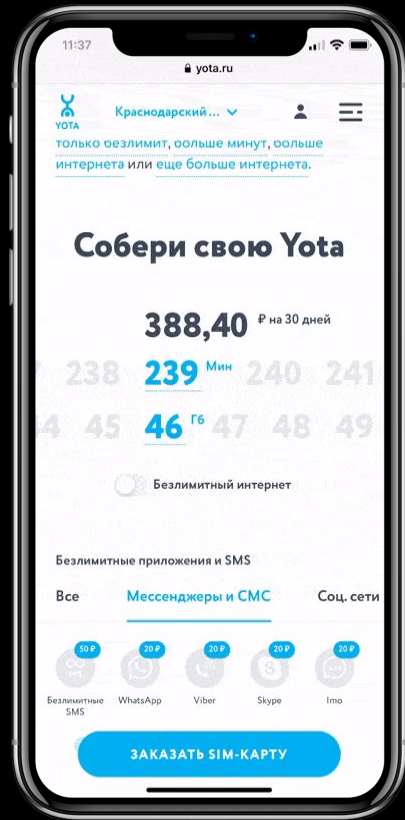 11:37
yota.ru
YOTA
Краснодарский...
только безлимит, больше минут, больше
интернета или еще больше интернета.
Собери свою Yota
388,40 ₽ на 30 дней
238 239 Мин 240 241
44 45 46 Гб 47 48 49
Безлимитный интернет
Безлимитные приложения и SMS
Все Мессенджеры и СМС Соц. сети
50 ₽ 20 ₽ 20 ₽ 20 ₽ 20 ₽
Безлимитные WhatsApp Viber Skype Imo
SMS
ЗАКАЗАТЬ SIM-КАРТУ